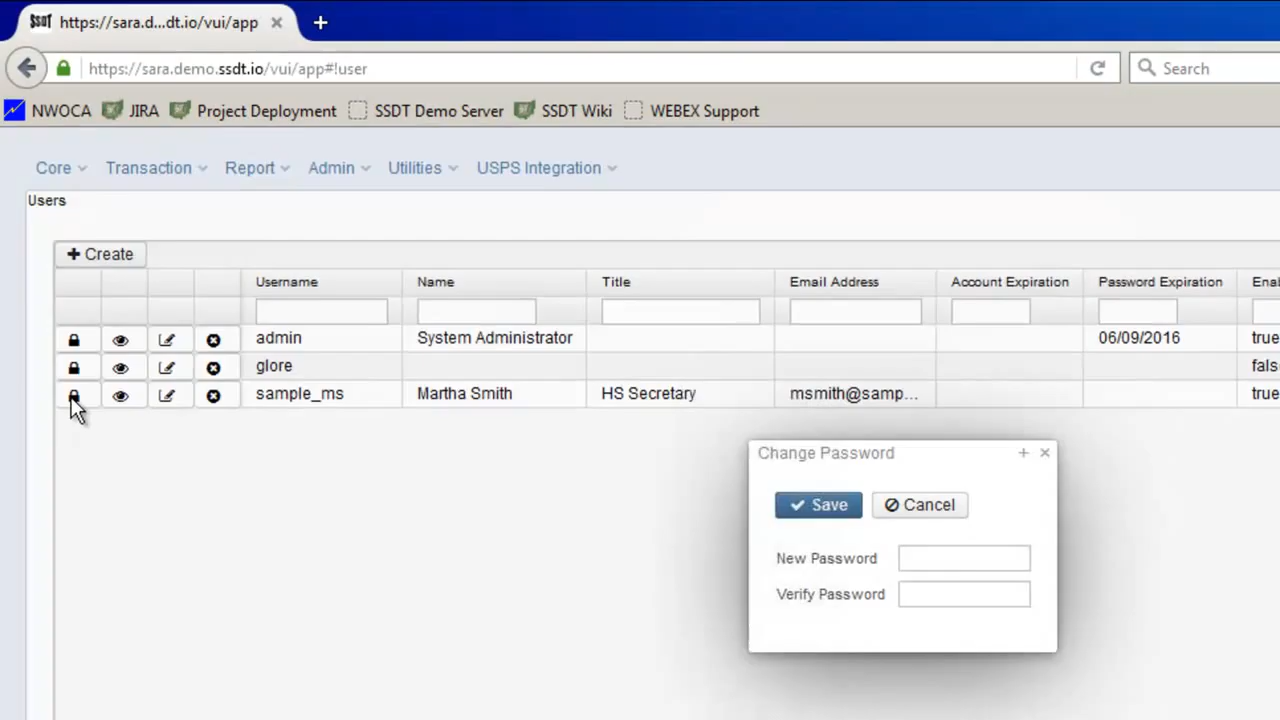 SSDT https://sara.d...dt.io/vui/app
https://sara.demo.ssdt.io/vui/app#!user Search
NWOCA JIRA Project Deployment SSDT Demo Server SSDT Wiki WEBEX Support
Core Transaction Report Admin Utilities USPS Integration
Users
Create
Username Name Title Email Address Account Expiration Password Expiration Ena
admin System Administrator 06/09/2016 true
glore fals
sample_ms Martha Smith HS Secretary msmith@samp... true
Change Password
Save Cancel
New Password
Verify Password